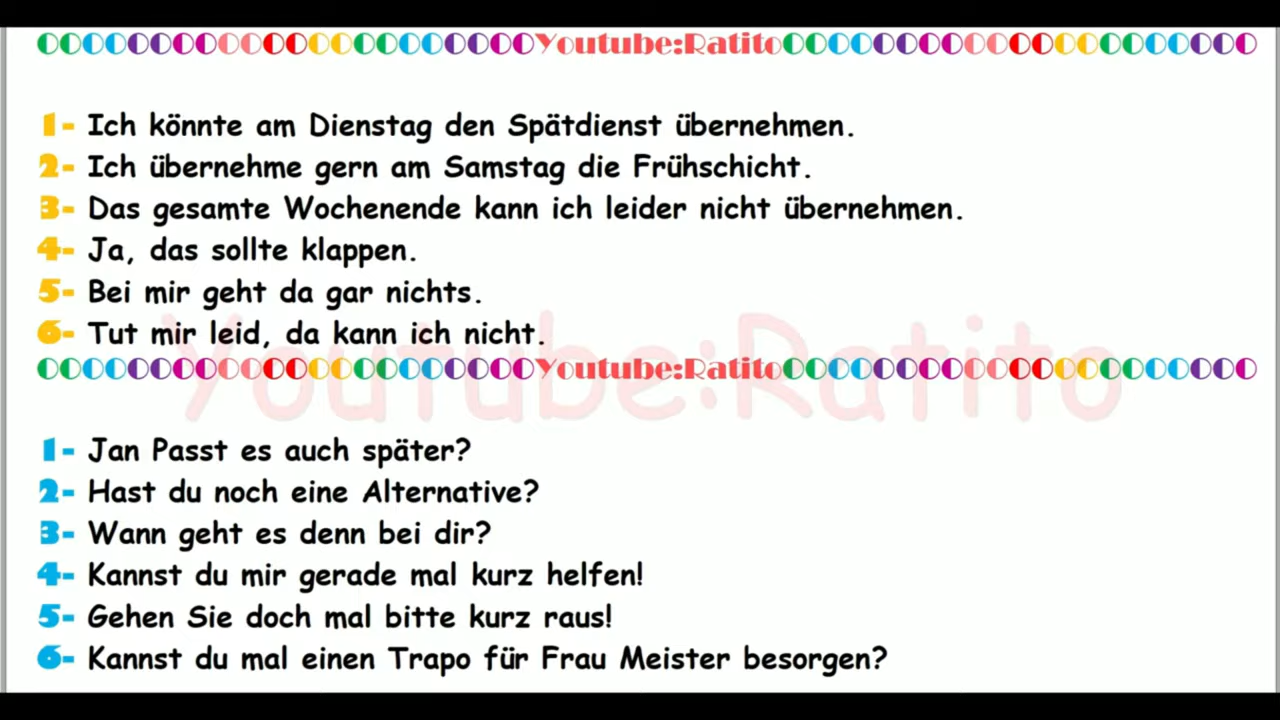 Youtube:Ratito
1- Ich könnte am Dienstag den Spätdienst übernehmen.
2- Ich übernehme gern am Samstag die Frühschicht.
3- Das gesamte Wochenende kann ich leider nicht übernehmen.
4- Ja, das sollte klappen.
5- Bei mir geht da gar nichts.
6- Tut mir leid, da kann ich nicht.
Youtube:Ratito
Youtube:Ratito
1- Jan Passt es auch später?
2- Hast du noch eine Alternative?
3- Wann geht es denn bei dir?
4- Kannst du mir gerade mal kurz helfen!
5- Gehen Sie doch mal bitte kurz raus!
6- Kannst du mal einen Trapo für Frau Meister besorgen?